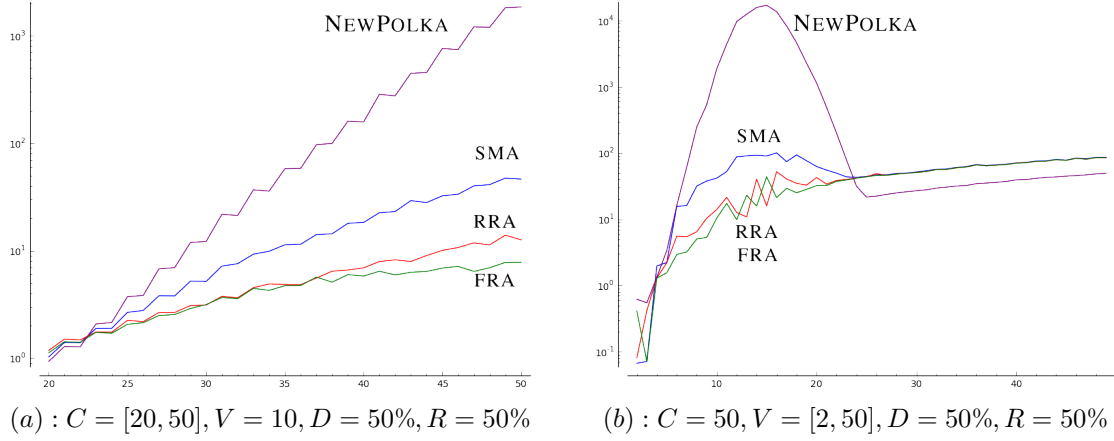 10^3
10^2
10^1
10^0
NEWPOLKA
SMA
RRA
FRA
20 25 30 35 40 45 50
(a) : C = [20, 50], V = 10, D = 50%, R = 50%
10^4
10^3
10^2
10^1
10^0
10^-1
NEWPOLKA
SMA
RRA
FRA
10 20 40
(b) : C = 50, V = [2, 50], D = 50%, R = 50%